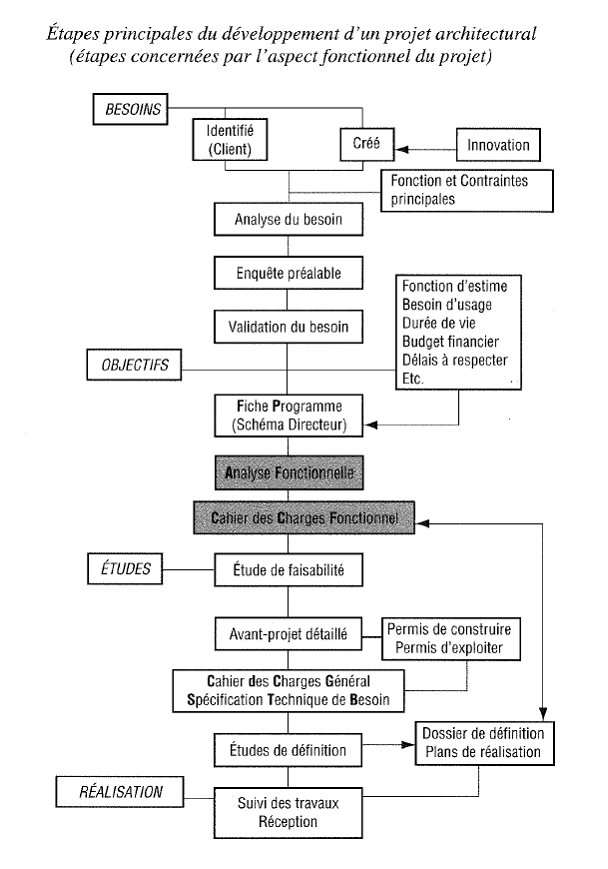 Étapes principales du développement d'un projet architectural
(étapes concernées par l'aspect fonctionnel du projet)
BESOINS
Identifié
(Client)
Créé
Innovation
Fonction et Contraintes
principales
Analyse du besoin
Enquête préalable
Validation du besoin
Fonction d'estime
Besoin d'usage
Durée de vie
Budget financier
Délais à respecter
Etc.
OBJECTIFS
Fiche Programme
(Schéma Directeur)
Analyse Fonctionnelle
Cahier des Charges Fonctionnel
ÉTUDES
Étude de faisabilité
Avant-projet détaillé
Permis de construire
Permis d'exploiter
Cahier des Charges Général
Spécification Technique de Besoin
Études de définition
Dossier de définition
Plans de réalisation
RÉALISATION
Suivi des travaux
Réception